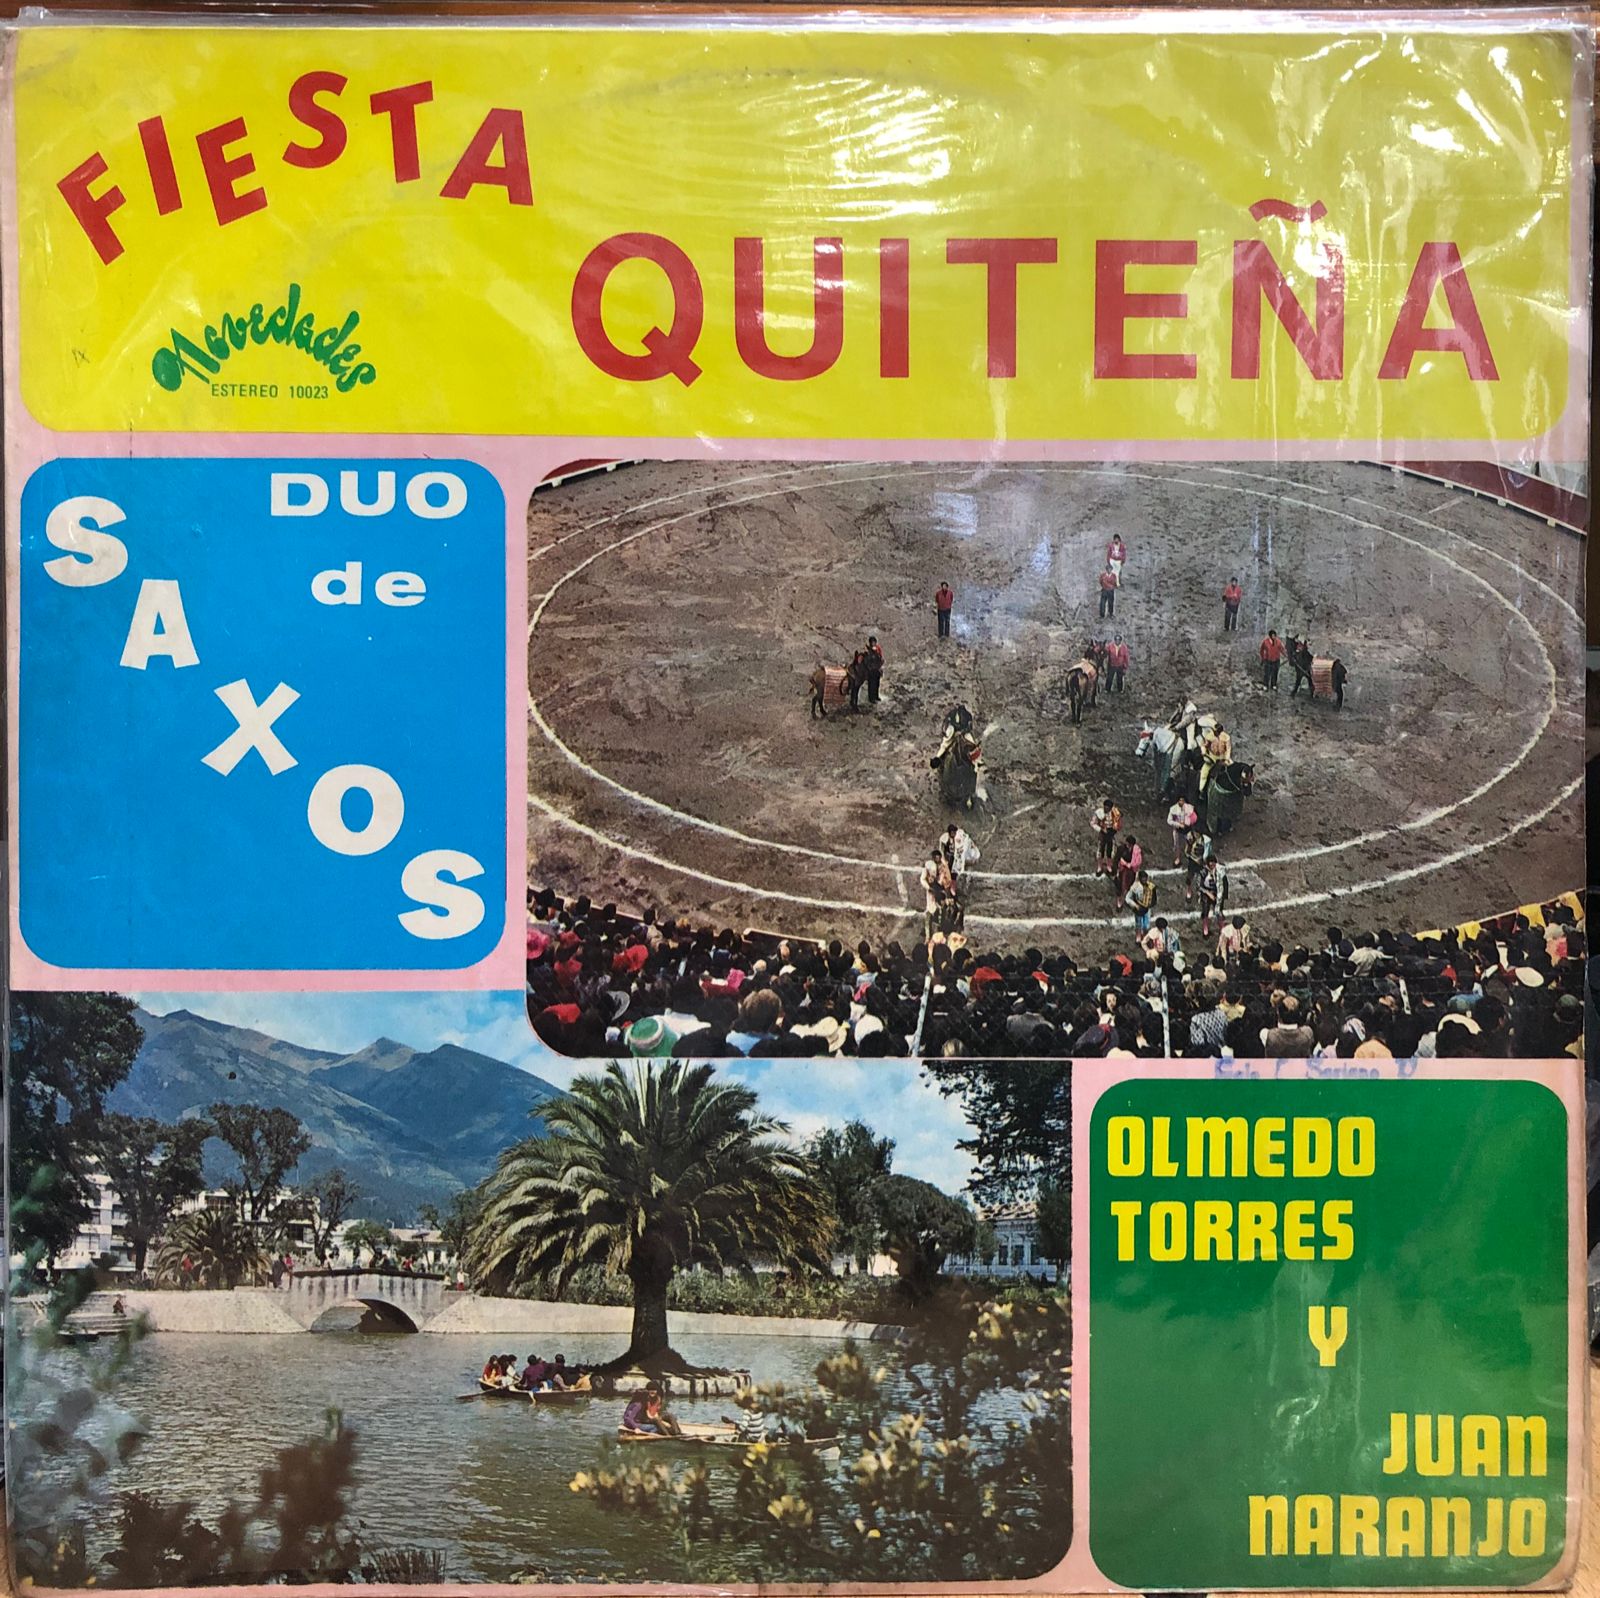 FIESTA
QUITEÑA
Novedades
ESTEREO 10023
DUO
de
SAXOS
OLMEDO
TORRES
Y
JUAN
NARANJO